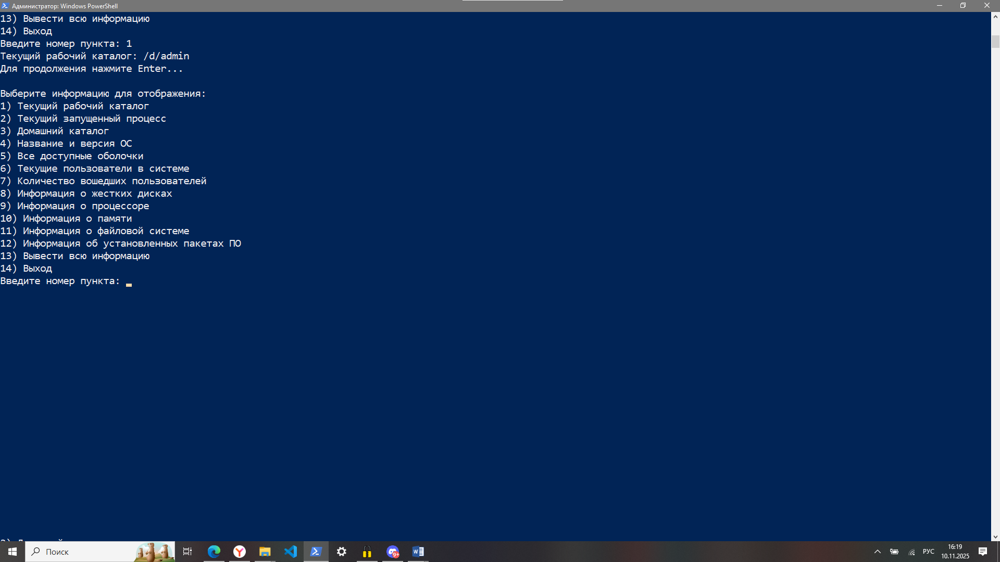 Администратор: Windows PowerShell
13) Вывести всю информацию
14) Выход
Введите номер пункта: 1
Текущий рабочий каталог: /d/admin
Для продолжения нажмите Enter...
Выберите информацию для отображения:
1) Текущий рабочий каталог
2) Текущий запущенный процесс
3) Домашний каталог
4) Название и версия ОС
5) Все доступные оболочки
6) Текущие пользователи в системе
7) Количество вошедших пользователей
8) Информация о жестких дисках
9) Информация о процессоре
10) Информация о памяти
11) Информация о файловой системе
12) Информация об установленных пакетах ПО
13) Вывести всю информацию
14) Выход
Введите номер пункта:
Поиск
9+
РУС
16:19
10.11.2025